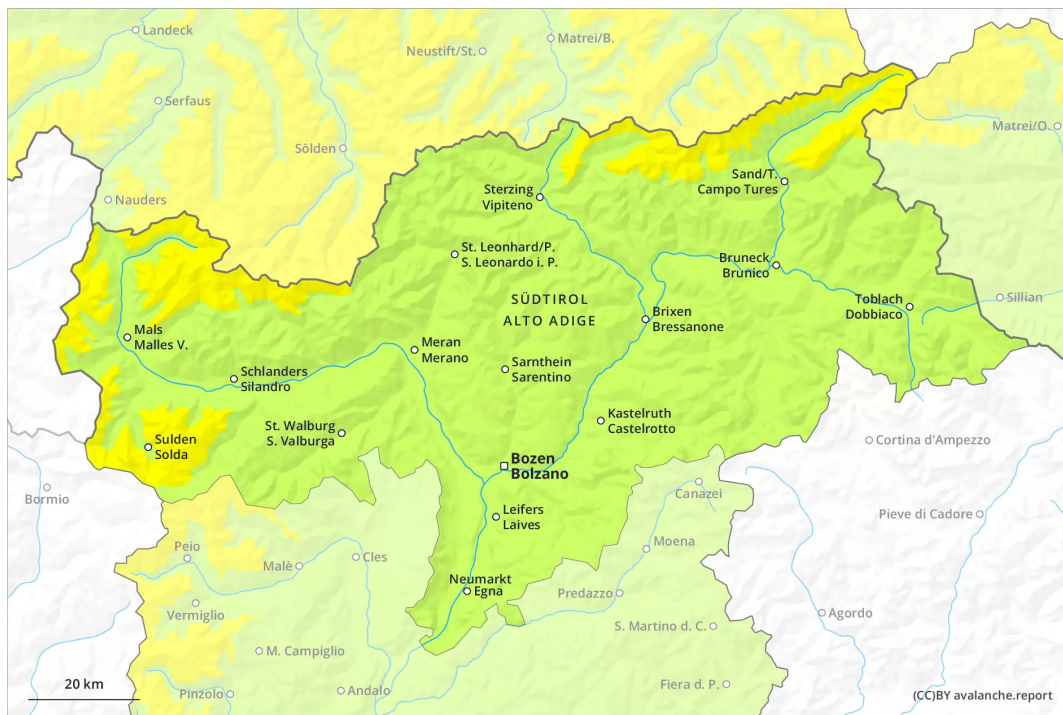 Landeck
Matrei/B.
Neustift/St.
Serfaus
Matrei/O.
Sölden
Sand/T.
Campo Tures
Sterzing
Vipiteno
Nauders
St. Leonhard/P.
S. Leonardo i. P.
Bruneck
Brunico
SÜDTIROL
ALTO ADIGE
Toblach
Dobbiaco
Sillian
Brixen
Bressanone
Mals
Malles V.
Meran
Merano
Sarnthein
Sarentino
Schlanders
Silandro
Kastelruth
Castelrotto
St. Walburg
S. Valburga
Sulden
Solda
Cortina d'Ampezzo
Bozen
Bolzano
Bormio
Canazei
Leifers
Laives
Pieve di Cadore
Peio
Moena
Cles
Malè
Neumarkt
Egna
Predazzo
Vermiglio
Agordo
S. Martino d. C.
M. Campiglio
20 km
Pinzolo
Andalo
Fiera d. P.
(CC)BY avalanche.report